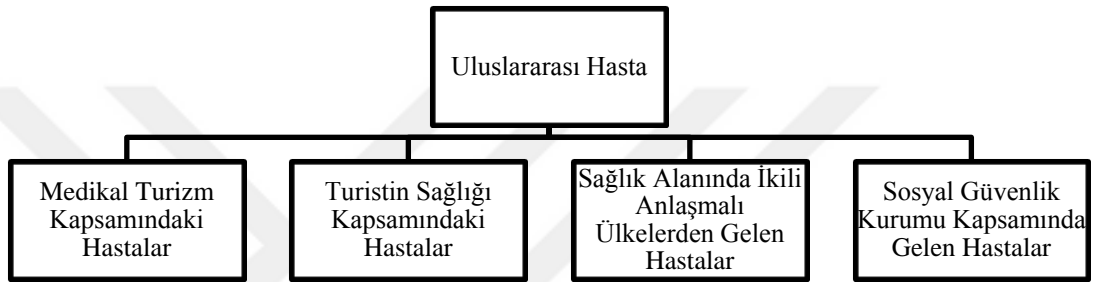 Uluslararası Hasta
Medikal Turizm
Kapsamındaki
Hastalar
Turistin Sağlığı
Kapsamındaki
Hastalar
Sağlık Alanında İkili
Anlaşmalı
Ülkelerden Gelen
Hastalar
Sosyal Güvenlik
Kurumu Kapsamında
Gelen Hastalar